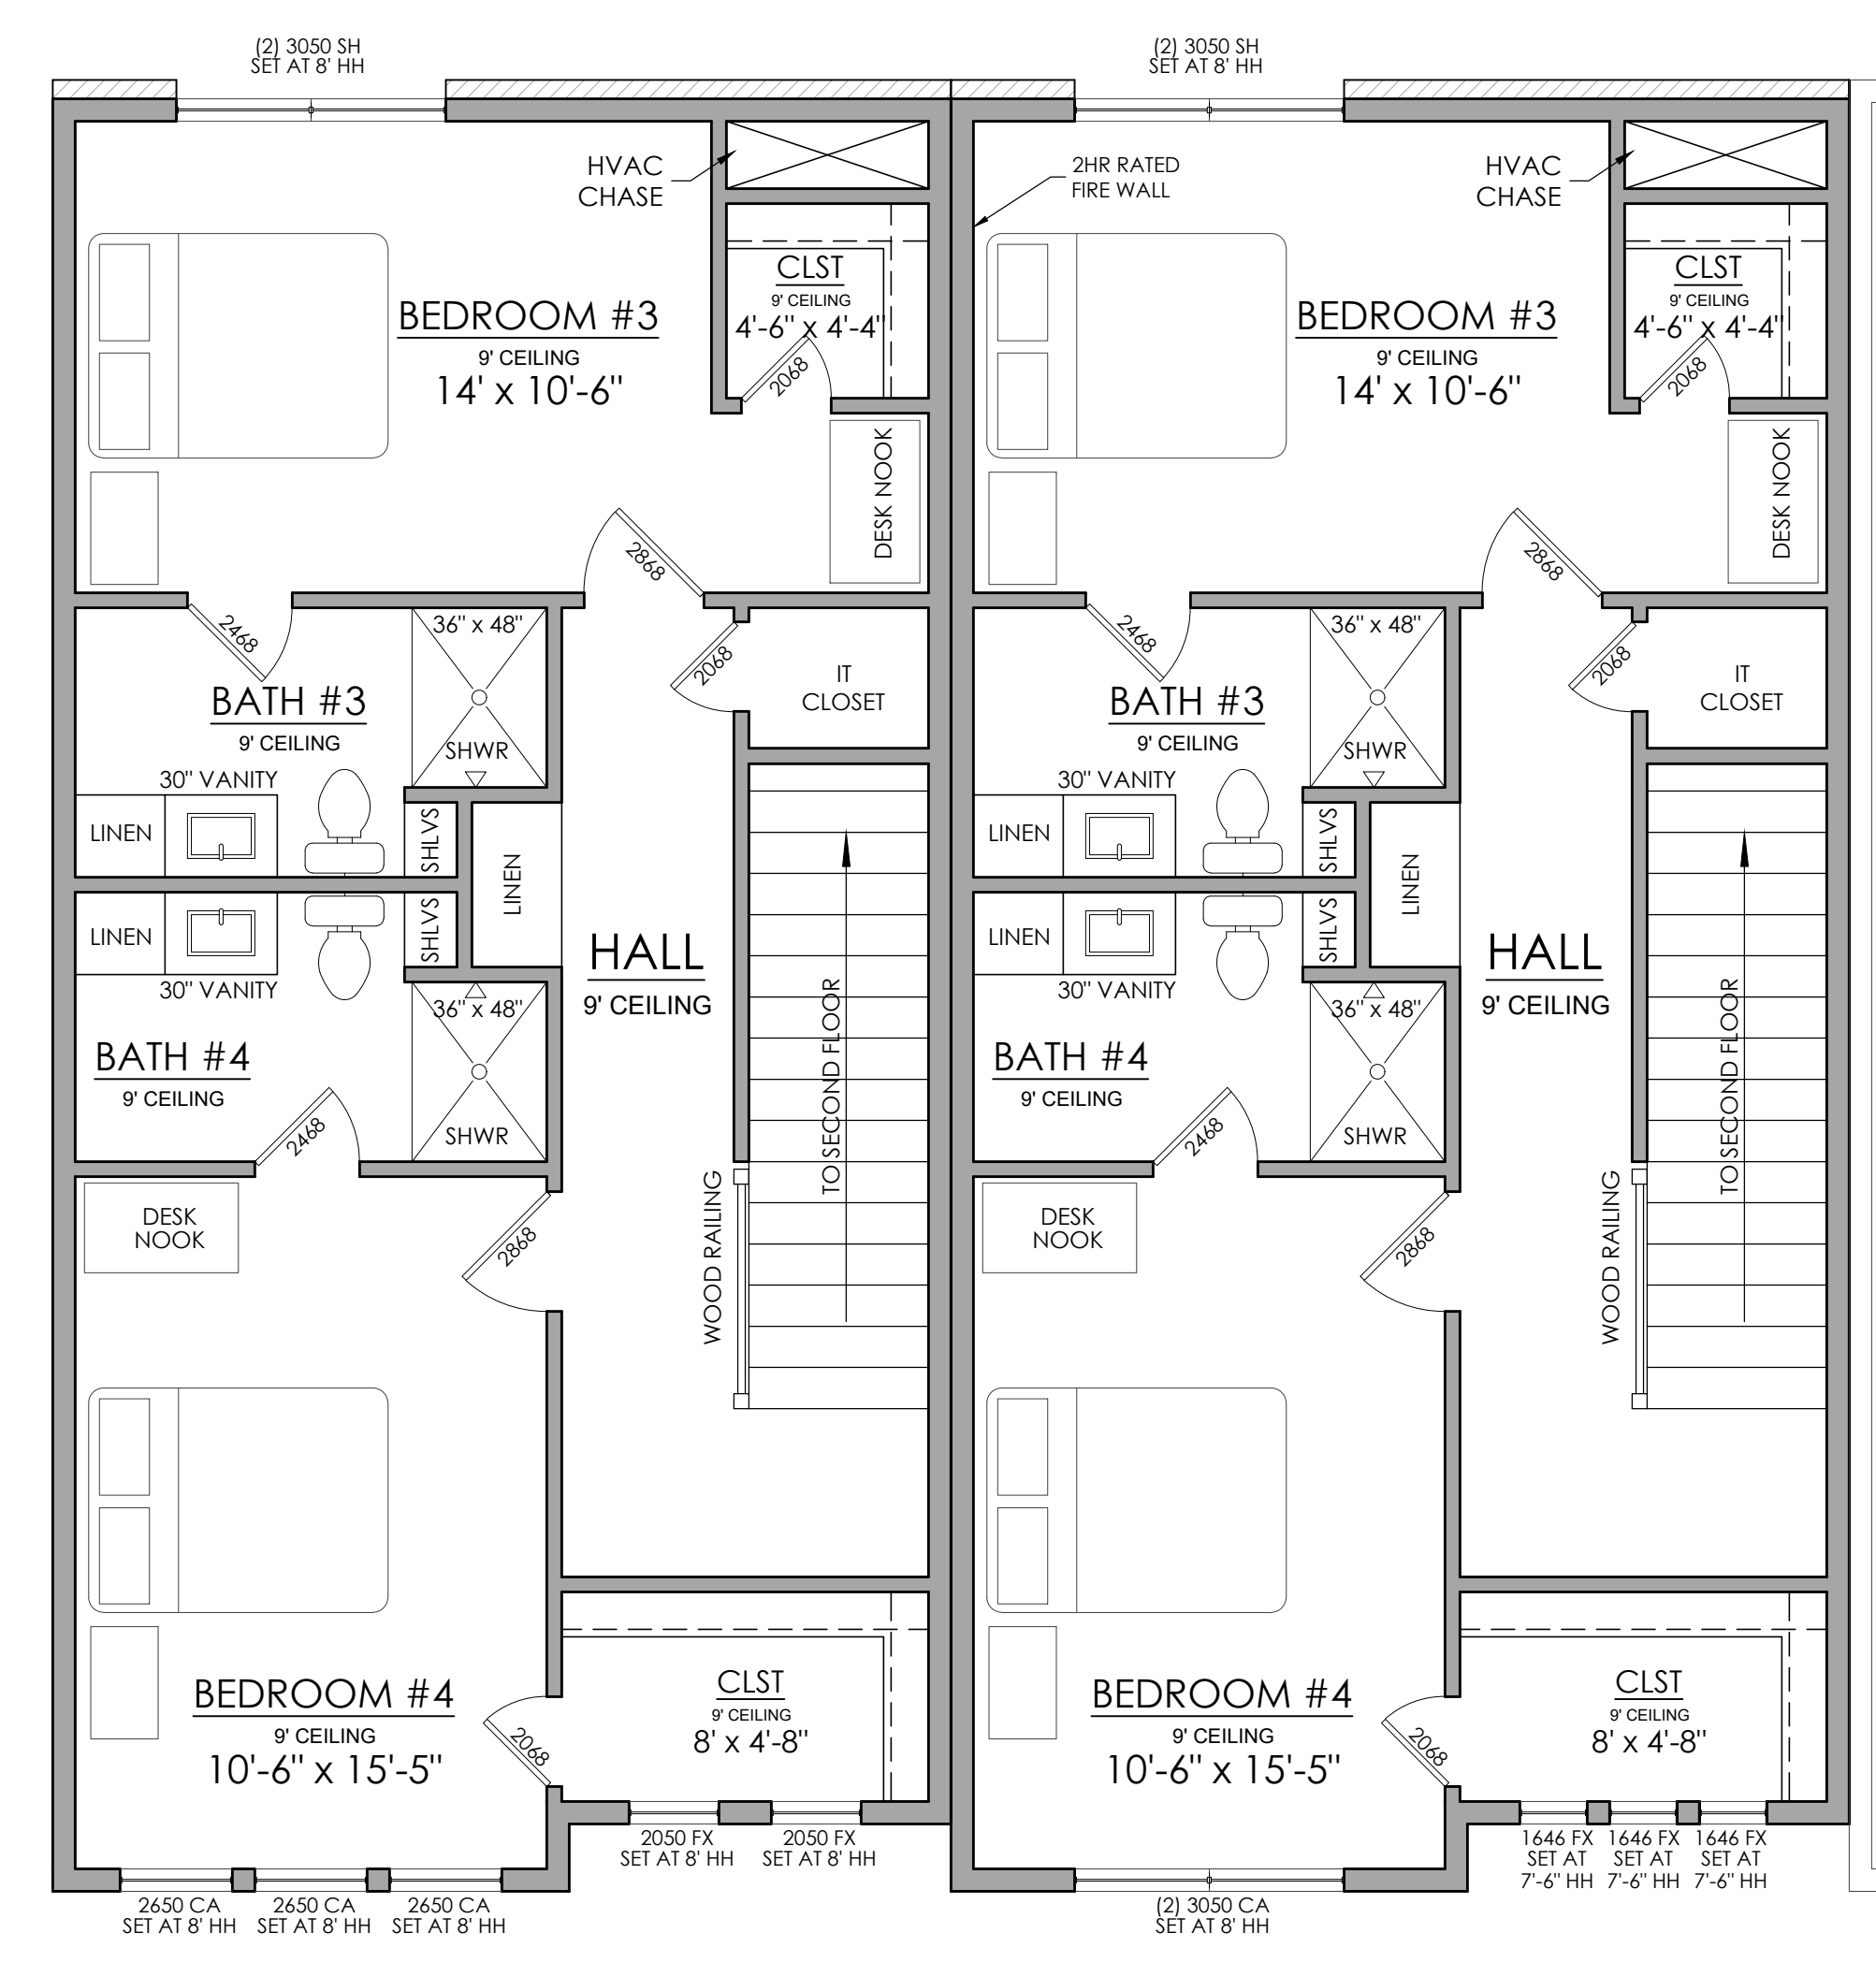 (2) 3050 SH
SET AT 8' HH
HVAC
CHASE
CLST
9' CEILING
4'-6" x 4'-4"
2068
BEDROOM #3
9' CEILING
14' x 10'-6"
DESK NOOK
2868
2468
36" x 48"
SHWR
2068
IT
CLOSET
BATH #3
9' CEILING
30" VANITY
LINEN
SHLVS
LINEN
LINEN
SHLVS
30" VANITY
HALL
9' CEILING
36" x 48"
SHWR
BATH #4
9' CEILING
2468
TO SECOND FLOOR
WOOD RAILING
DESK
NOOK
2868
BEDROOM #4
9' CEILING
10'-6" x 15'-5"
2068
CLST
9' CEILING
8' x 4'-8"
2050 FX
SET AT 8' HH
2050 FX
SET AT 8' HH
2650 CA
SET AT 8' HH
2650 CA
SET AT 8' HH
2650 CA
SET AT 8' HH
(2) 3050 SH
SET AT 8' HH
2HR RATED
FIRE WALL
HVAC
CHASE
CLST
9' CEILING
4'-6" x 4'-4"
2068
BEDROOM #3
9' CEILING
14' x 10'-6"
DESK NOOK
2868
2468
36" x 48"
SHWR
2068
IT
CLOSET
BATH #3
9' CEILING
30" VANITY
LINEN
SHLVS
LINEN
LINEN
SHLVS
30" VANITY
HALL
9' CEILING
36" x 48"
SHWR
BATH #4
9' CEILING
2468
TO SECOND FLOOR
WOOD RAILING
DESK
NOOK
2868
BEDROOM #4
9' CEILING
10'-6" x 15'-5"
2068
CLST
9' CEILING
8' x 4'-8"
1646 FX
SET AT
7'-6" HH
1646 FX
SET AT
7'-6" HH
1646 FX
SET AT
7'-6" HH
(2) 3050 CA
SET AT 8' HH